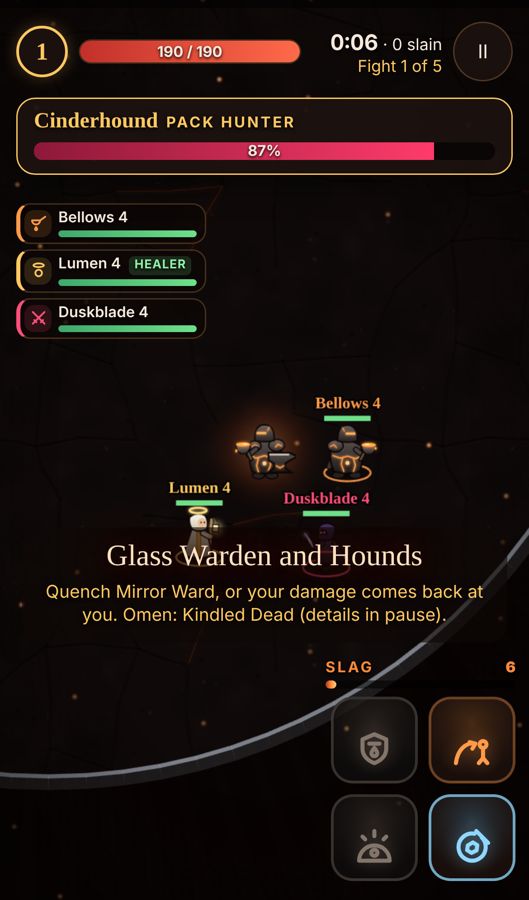 1
190 / 190
0:06 · 0 slain
Fight 1 of 5
Cinderhound PACK HUNTER
87%
Bellows 4
Lumen 4 HEALER
Duskblade 4
Bellows 4
Lumen 4
Duskblade 4
Glass Warden and Hounds
Quench Mirror Ward, or your damage comes back at
you. Omen: Kindled Dead (details in pause).
SLAG 6